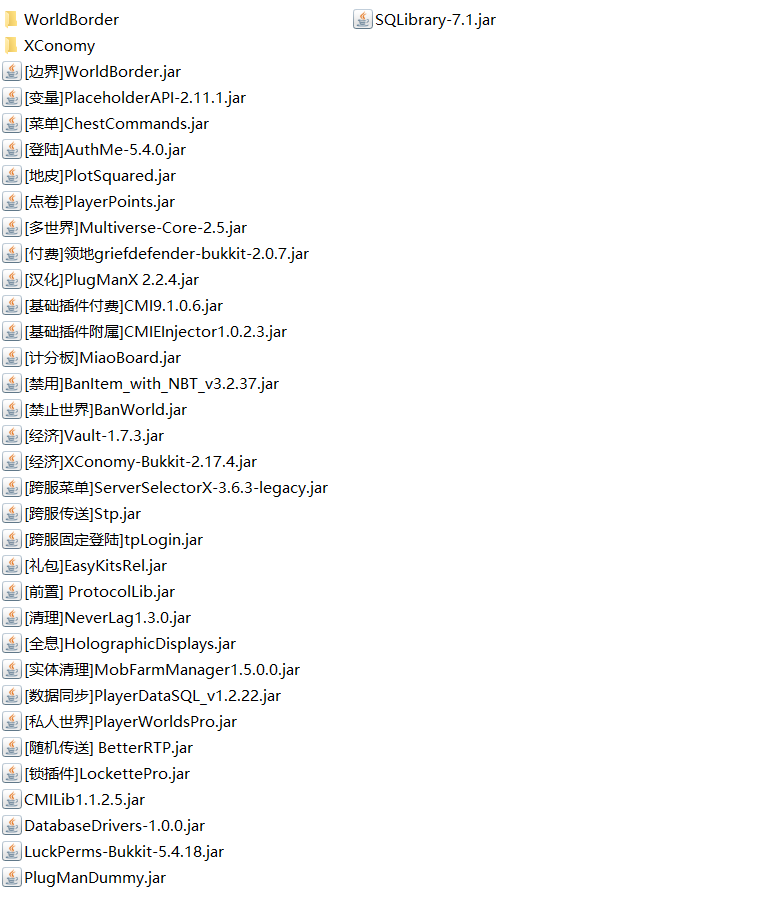 WorldBorder
XConomy
[边界]WorldBorder.jar
[变量]PlaceholderAPI-2.11.1.jar
[菜单]ChestCommands.jar
[登陆]AuthMe-5.4.0.jar
[地皮]PlotSquared.jar
[点卷]PlayerPoints.jar
[多世界]Multiverse-Core-2.5.jar
[付费]领地griefdefender-bukkit-2.0.7.jar
[汉化]PlugManX 2.2.4.jar
[基础插件付费]CMI9.1.0.6.jar
[基础插件附属]CMIEInjector1.0.2.3.jar
[计分板]MiaoBoard.jar
[禁用]BanItem_with_NBT_v3.2.37.jar
[禁止世界]BanWorld.jar
[经济]Vault-1.7.3.jar
[经济]XConomy-Bukkit-2.17.4.jar
[跨服菜单]ServerSelectorX-3.6.3-legacy.jar
[跨服传送]Stp.jar
[跨服固定登陆]tpLogin.jar
[礼包]EasyKitsRel.jar
[前置] ProtocolLib.jar
[清理]NeverLag1.3.0.jar
[全息]HolographicDisplays.jar
[实体清理]MobFarmManager1.5.0.0.jar
[数据同步]PlayerDataSQL_v1.2.22.jar
[私人世界]PlayerWorldsPro.jar
[随机传送] BetterRTP.jar
[锁插件]LockettePro.jar
CMILib1.1.2.5.jar
DatabaseDrivers-1.0.0.jar
LuckPerms-Bukkit-5.4.18.jar
PlugManDummy.jar
SQLibrary-7.1.jar